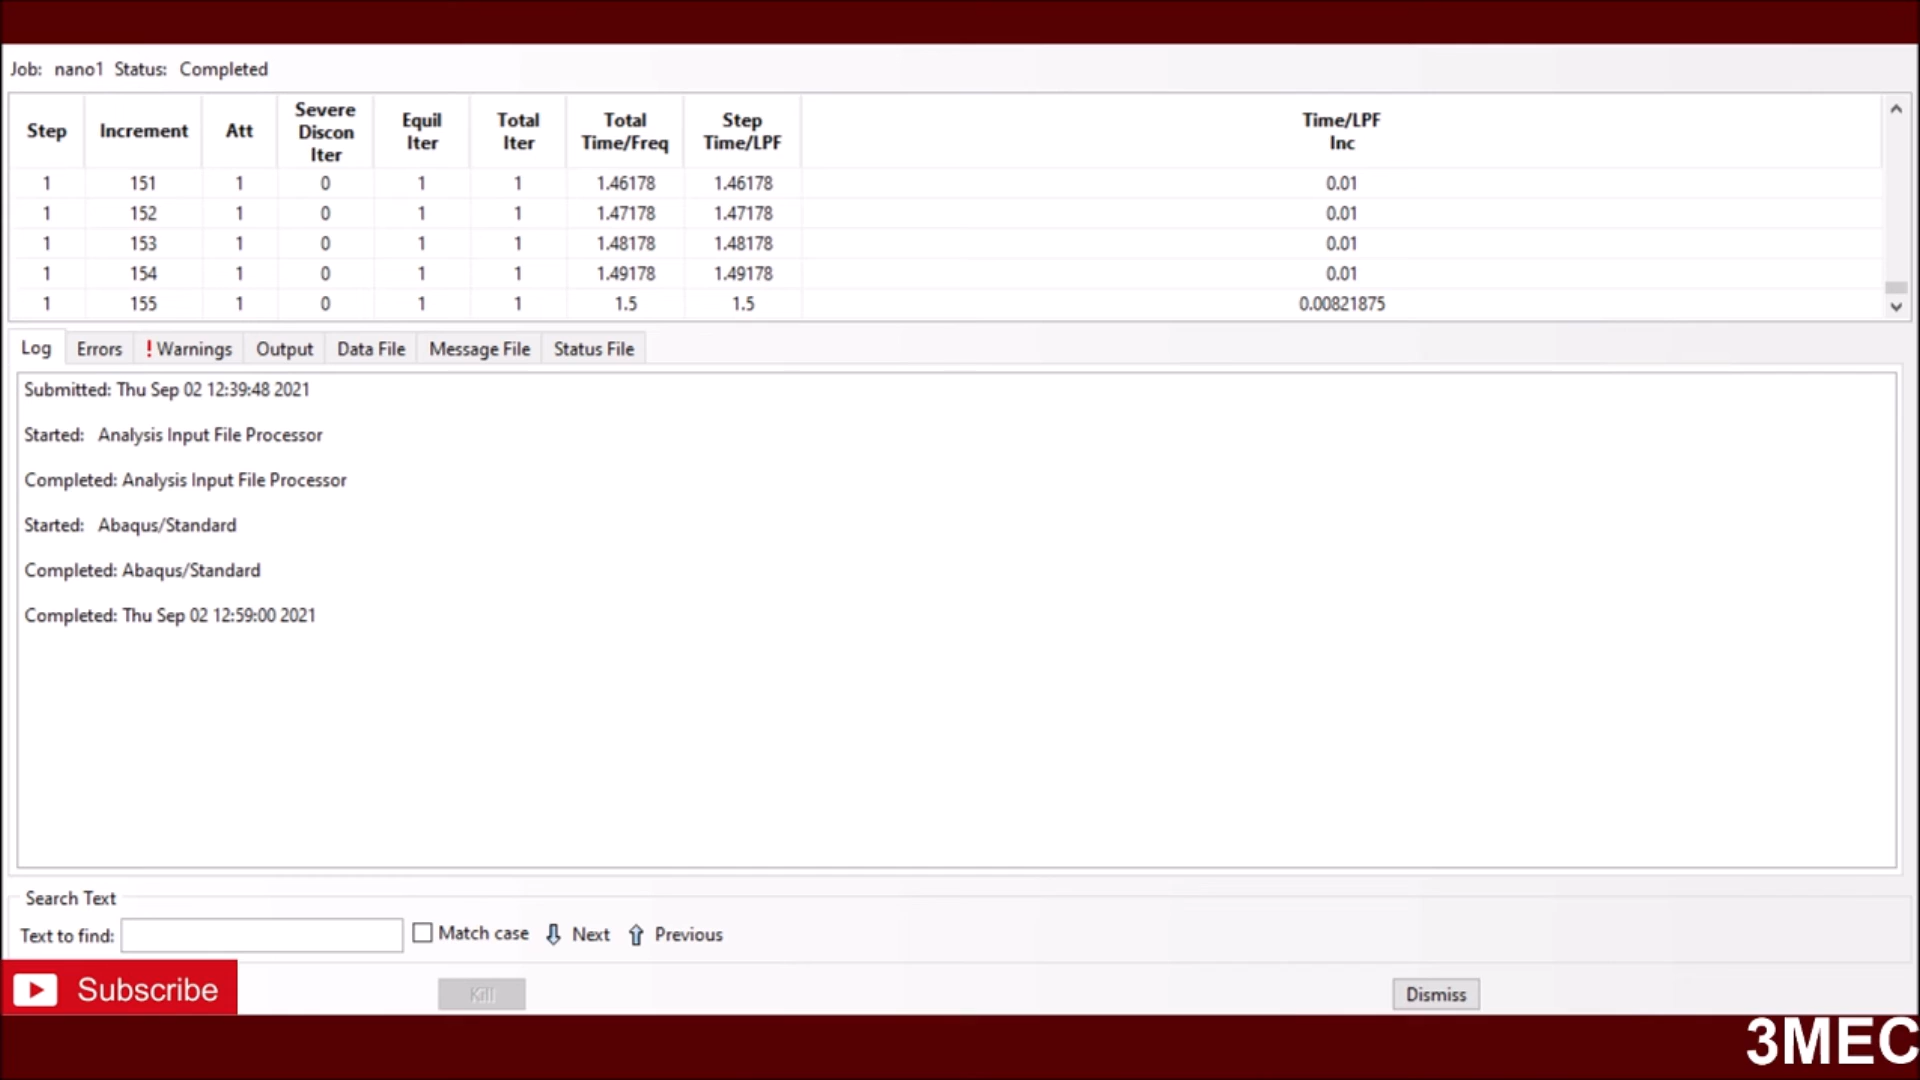 Job: nano1 Status: Completed
Step Increment Att Severe Discon Iter Equil Iter Total Iter Total Time/Freq Step Time/LPF Time/LPF Inc
1 151 1 0 1 1 1.46178 1.46178 0.01
1 152 1 0 1 1 1.47178 1.47178 0.01
1 153 1 0 1 1 1.48178 1.48178 0.01
1 154 1 0 1 1 1.49178 1.49178 0.01
1 155 1 0 1 1 1.5 1.5 0.00821875
Log Errors !Warnings Output Data File Message File Status File
Submitted: Thu Sep 02 12:39:48 2021
Started: Analysis Input File Processor
Completed: Analysis Input File Processor
Started: Abaqus/Standard
Completed: Abaqus/Standard
Completed: Thu Sep 02 12:59:00 2021
Search Text
Text to find: Match case Next Previous
Subscribe Kill Dismiss
3MEC